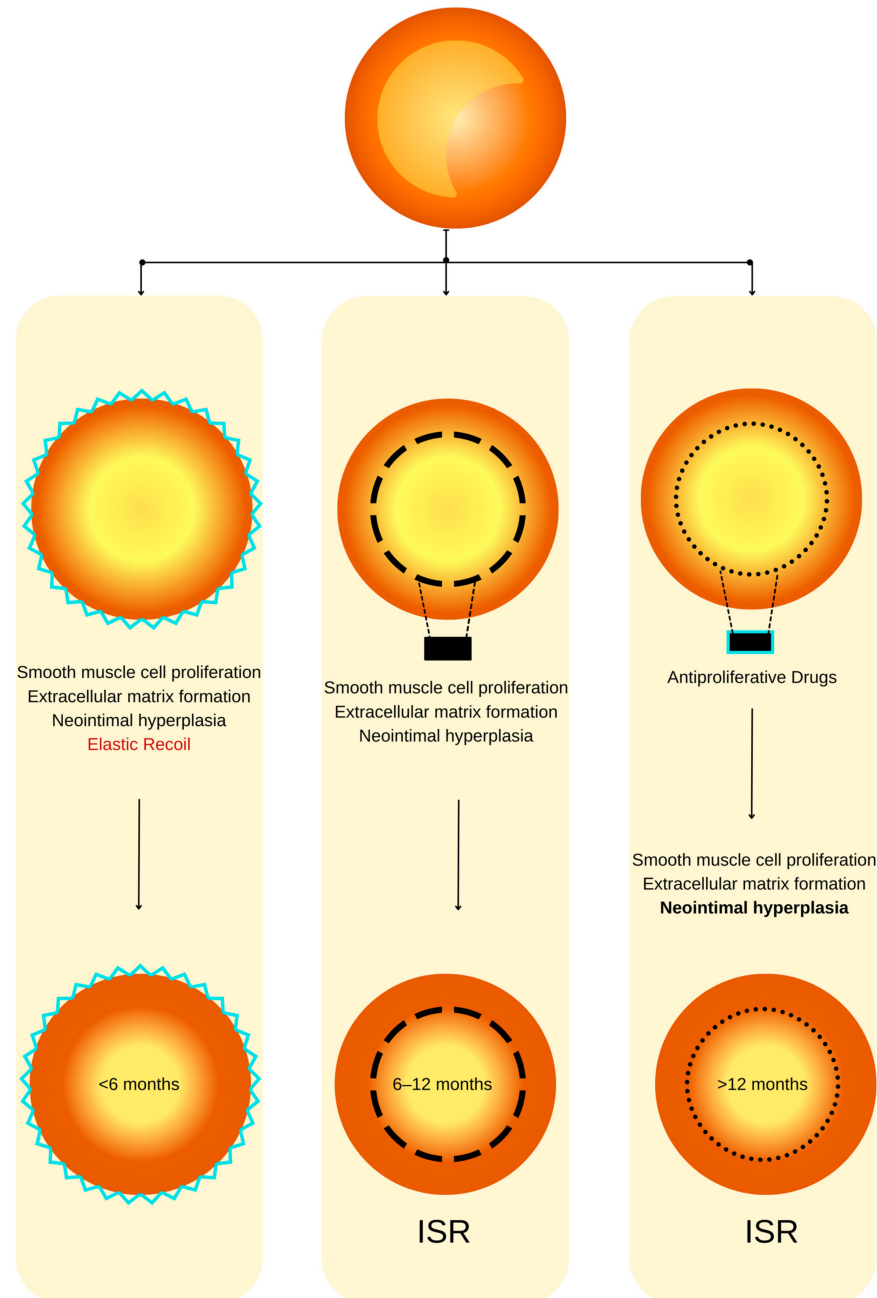 Smooth muscle cell proliferation
Extracellular matrix formation
Neointimal hyperplasia
Elastic Recoil
<6 months
Smooth muscle cell proliferation
Extracellular matrix formation
Neointimal hyperplasia
6–12 months
ISR
Antiproliferative Drugs
Smooth muscle cell proliferation
Extracellular matrix formation
Neointimal hyperplasia
>12 months
ISR